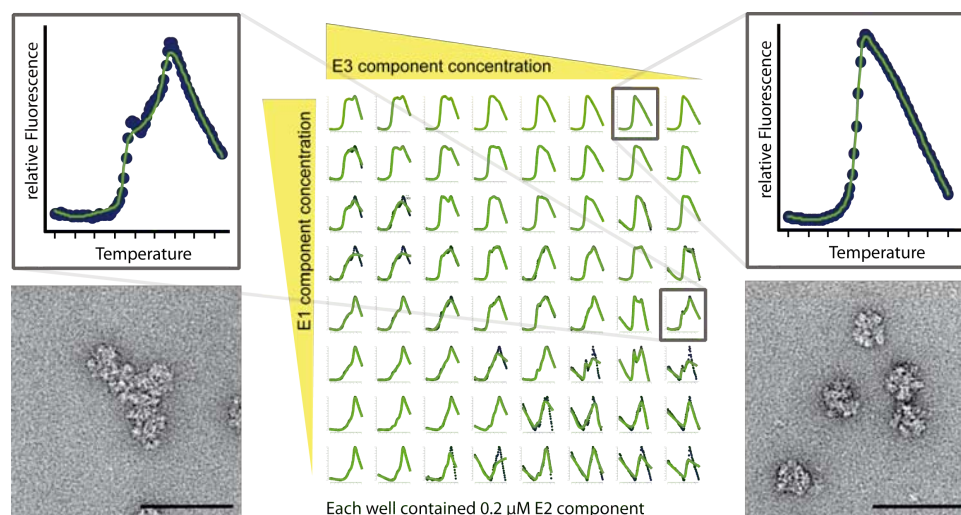 relative Fluorescence
Temperature
E3 component concentration
E1 component concentration
relative Fluorescence
Temperature
Each well contained 0.2 µM E2 component